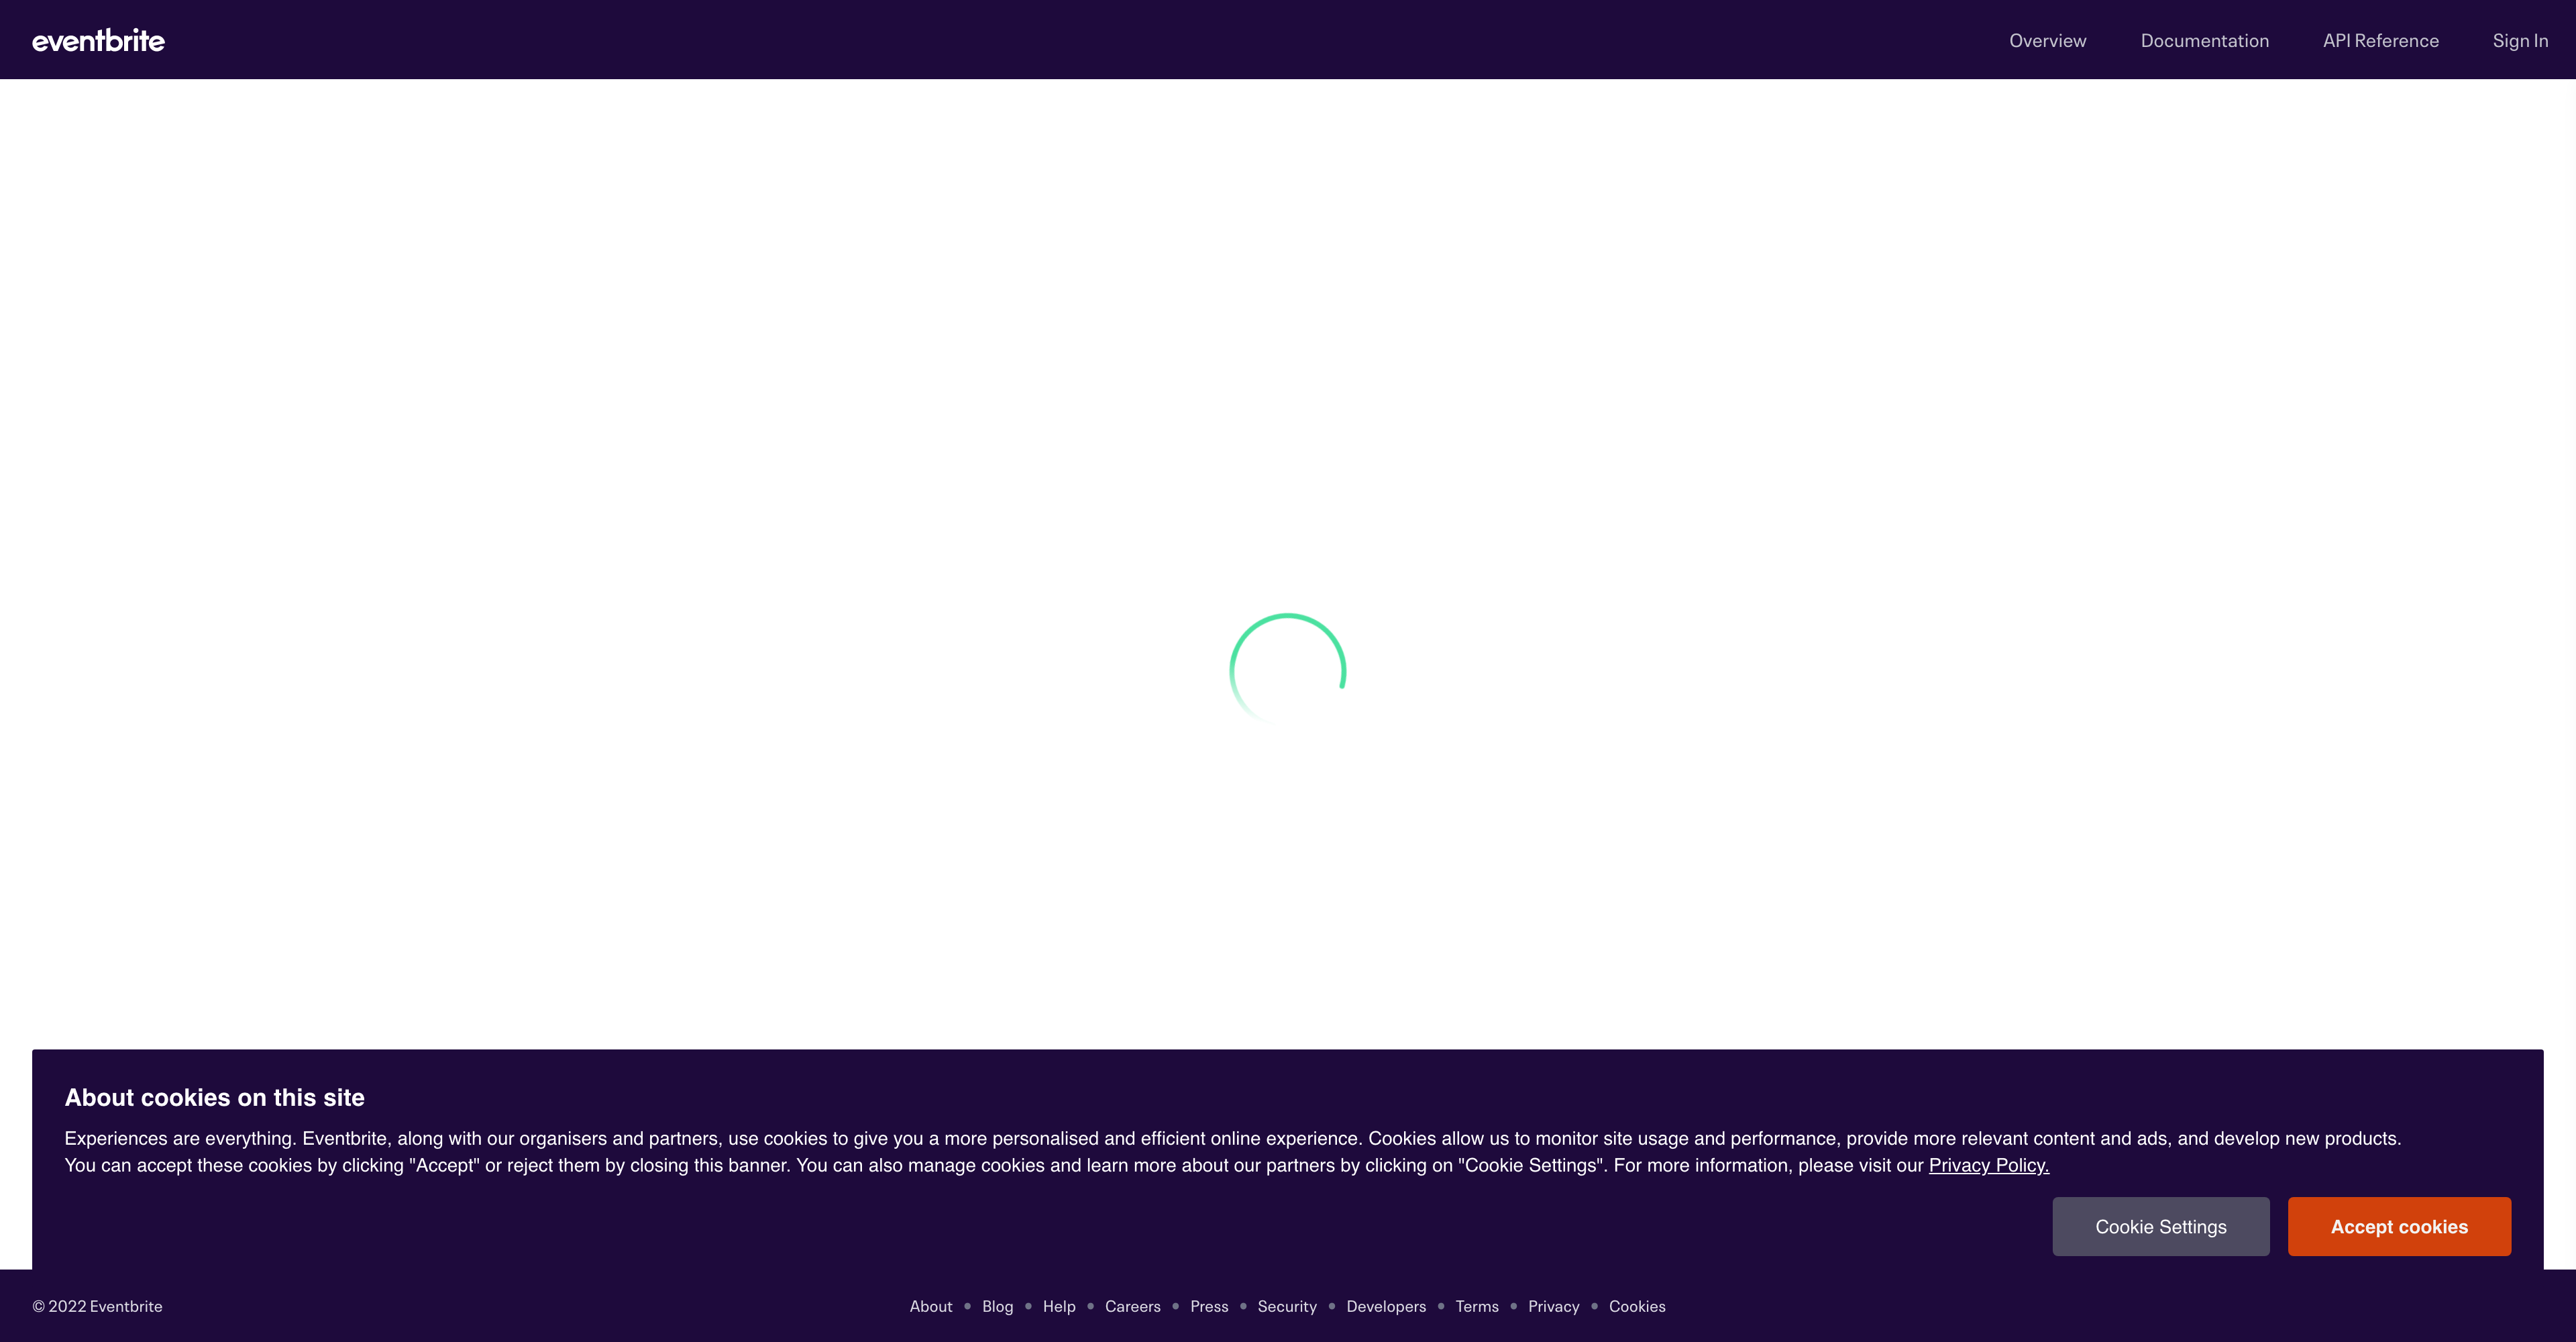 eventbrite
Overview
Documentation
API Reference
Sign In
About cookies on this site
Experiences are everything. Eventbrite, along with our organisers and partners, use cookies to give you a more personalised and efficient online experience. Cookies allow us to monitor site usage and performance, provide more relevant content and ads, and develop new products.
You can accept these cookies by clicking "Accept" or reject them by closing this banner. You can also manage cookies and learn more about our partners by clicking on "Cookie Settings". For more information, please visit our Privacy Policy.
Cookie Settings
Accept cookies
© 2022 Eventbrite
About • Blog • Help • Careers • Press • Security • Developers • Terms • Privacy • Cookies